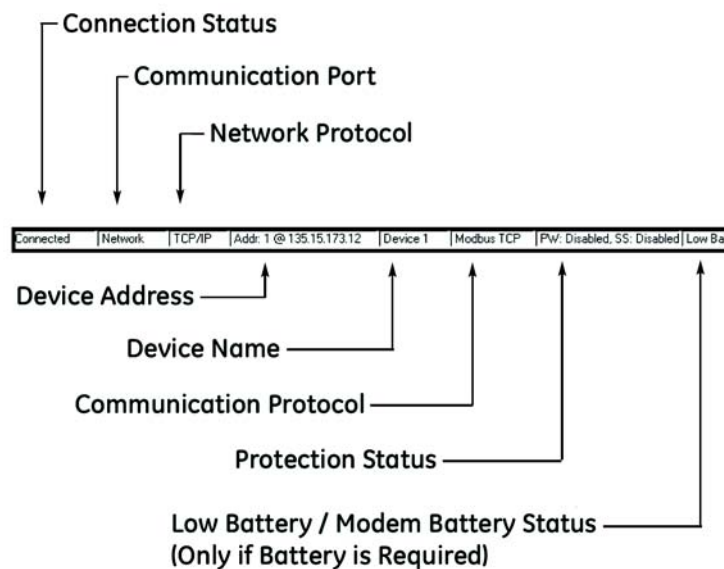 Connection Status
Communication Port
Network Protocol
Connected Network TCP/IP Addr: 1 @ 135.15.173.12 Device 1 Modbus TCP PW: Disabled, SS: Disabled Low Ba
Device Address
Device Name
Communication Protocol
Protection Status
Low Battery / Modem Battery Status
(Only if Battery is Required)